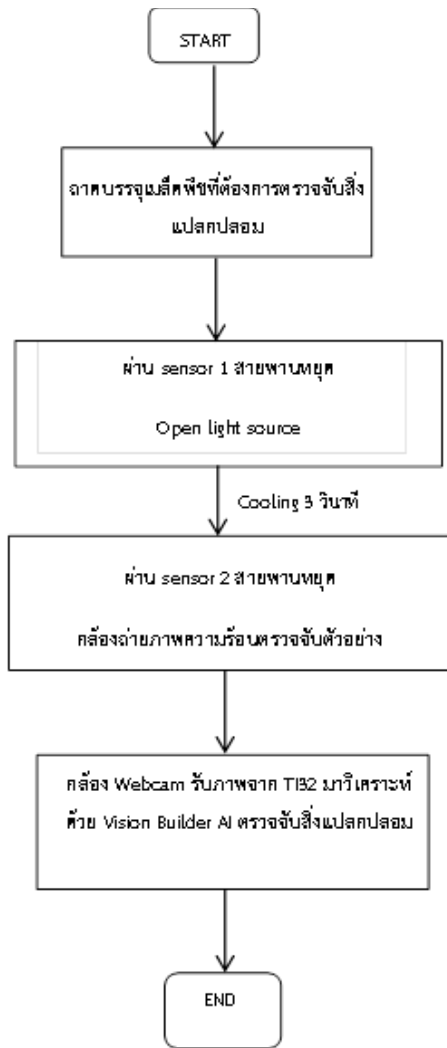 START
ถาดบรรจุเมล็ดพืชที่ต้องการตรวจจับสิ่ง
แปลกปลอม
ผ่าน sensor 1 สายพานหยุด
Open light source
Cooling 3 วินาที
ผ่าน sensor 2 สายพานหยุด
กล้องถ่ายภาพความร้อนตรวจจับตัวอย่าง
กล้อง Webcam รับภาพจาก TI32 มาวิเคราะห์
ด้วย Vision Builder AI ตรวจจับสิ่งแปลกปลอม
END